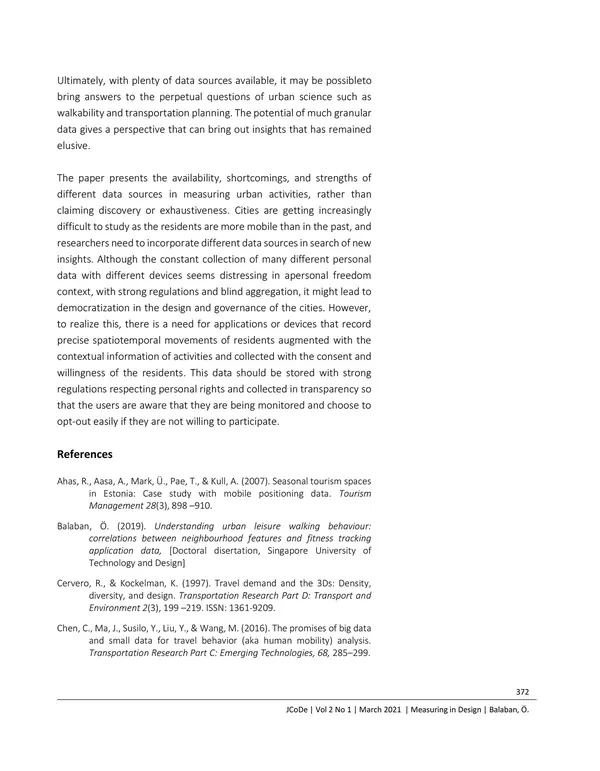 Ultimately, with plenty of data sources available, it may be possibleto
bring answers to the perpetual questions of urban science such as
walkability and transportation planning. The potential of much granular
data gives a perspective that can bring out insights that has remained
elusive.
The paper presents the availability, shortcomings, and strengths of
different data sources in measuring urban activities, rather than
claiming discovery or exhaustiveness. Cities are getting increasingly
difficult to study as the residents are more mobile than in the past, and
researchers need to incorporate different data sources in search of new
insights. Although the constant collection of many different personal
data with different devices seems distressing in apersonal freedom
context, with strong regulations and blind aggregation, it might lead to
democratization in the design and governance of the cities. However,
to realize this, there is a need for applications or devices that record
precise spatiotemporal movements of residents augmented with the
contextual information of activities and collected with the consent and
willingness of the residents. This data should be stored with strong
regulations respecting personal rights and collected in transparency so
that the users are aware that they are being monitored and choose to
opt-out easily if they are not willing to participate.
References
Ahas, R., Aasa, A., Mark, Ü., Pae, T., & Kull, A. (2007). Seasonal tourism spaces
in Estonia: Case study with mobile positioning data. Tourism
Management 28(3), 898 –910.
Balaban, Ö. (2019). Understanding urban leisure walking behaviour:
correlations between neighbourhood features and fitness tracking
application data, [Doctoral disertation, Singapore University of
Technology and Design]
Cervero, R., & Kockelman, K. (1997). Travel demand and the 3Ds: Density,
diversity, and design. Transportation Research Part D: Transport and
Environment 2(3), 199 –219. ISSN: 1361-9209.
Chen, C., Ma, J., Susilo, Y., Liu, Y., & Wang, M. (2016). The promises of big data
and small data for travel behavior (aka human mobility) analysis.
Transportation Research Part C: Emerging Technologies, 68, 285–299.
372
JCoDe | Vol 2 No 1 | March 2021 | Measuring in Design | Balaban, Ö.